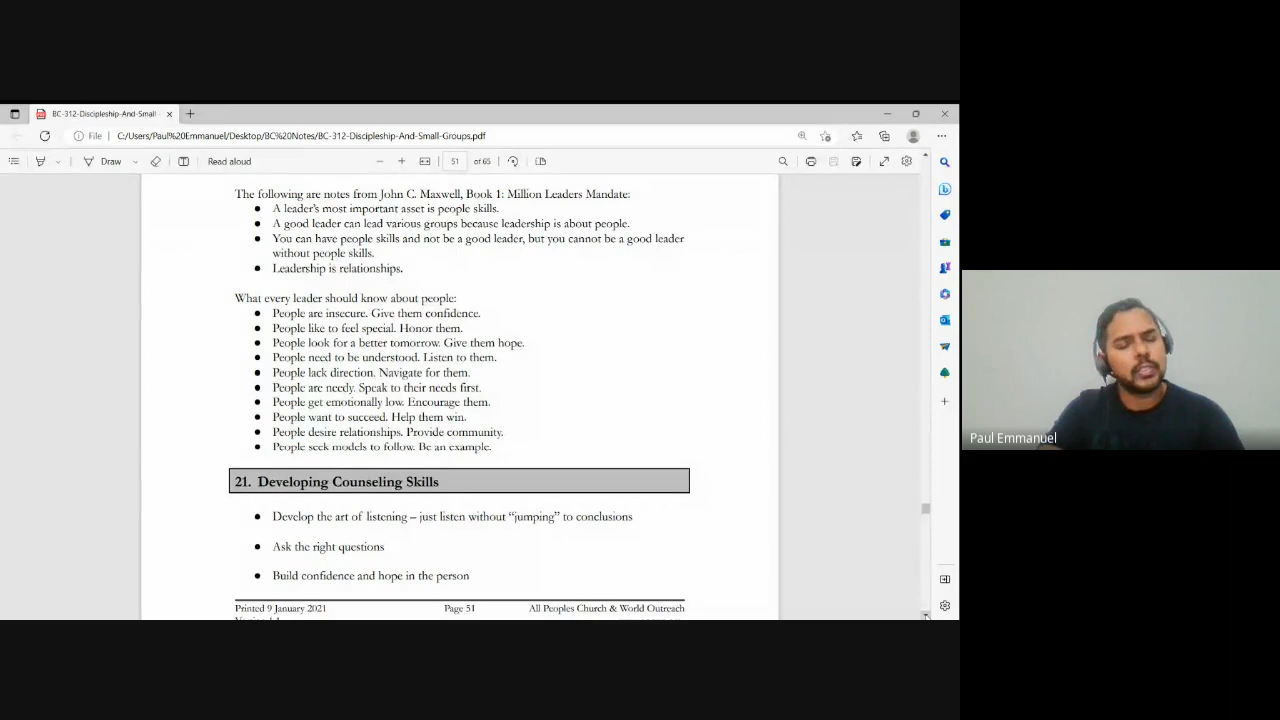 BC-312-Discipleship-And-Small
File
C:/Users/Paul%20Emmanuel/Desktop/BC%20Notes/BC-312-Discipleship-And-Small-Groups.pdf
Draw
Read aloud
51 of 65
The following are notes from John C. Maxwell, Book 1: Million Leaders Mandate:
● A leader's most important asset is people skills.
● A good leader can lead various groups because leadership is about people.
● You can have people skills and not be a good leader, but you cannot be a good leader
without people skills.
● Leadership is relationships.
What every leader should know about people:
● People are insecure. Give them confidence.
● People like to feel special. Honor them.
● People look for a better tomorrow. Give them hope.
● People need to be understood. Listen to them.
● People lack direction. Navigate for them.
● People are needy. Speak to their needs first.
● People get emotionally low. Encourage them.
● People want to succeed. Help them win.
● People desire relationships. Provide community.
● People seek models to follow. Be an example.
21. Developing Counseling Skills
● Develop the art of listening – just listen without “jumping” to conclusions
● Ask the right questions
● Build confidence and hope in the person
Printed 9 January 2021 Page 51 All Peoples Church & World Outreach
Paul Emmanuel